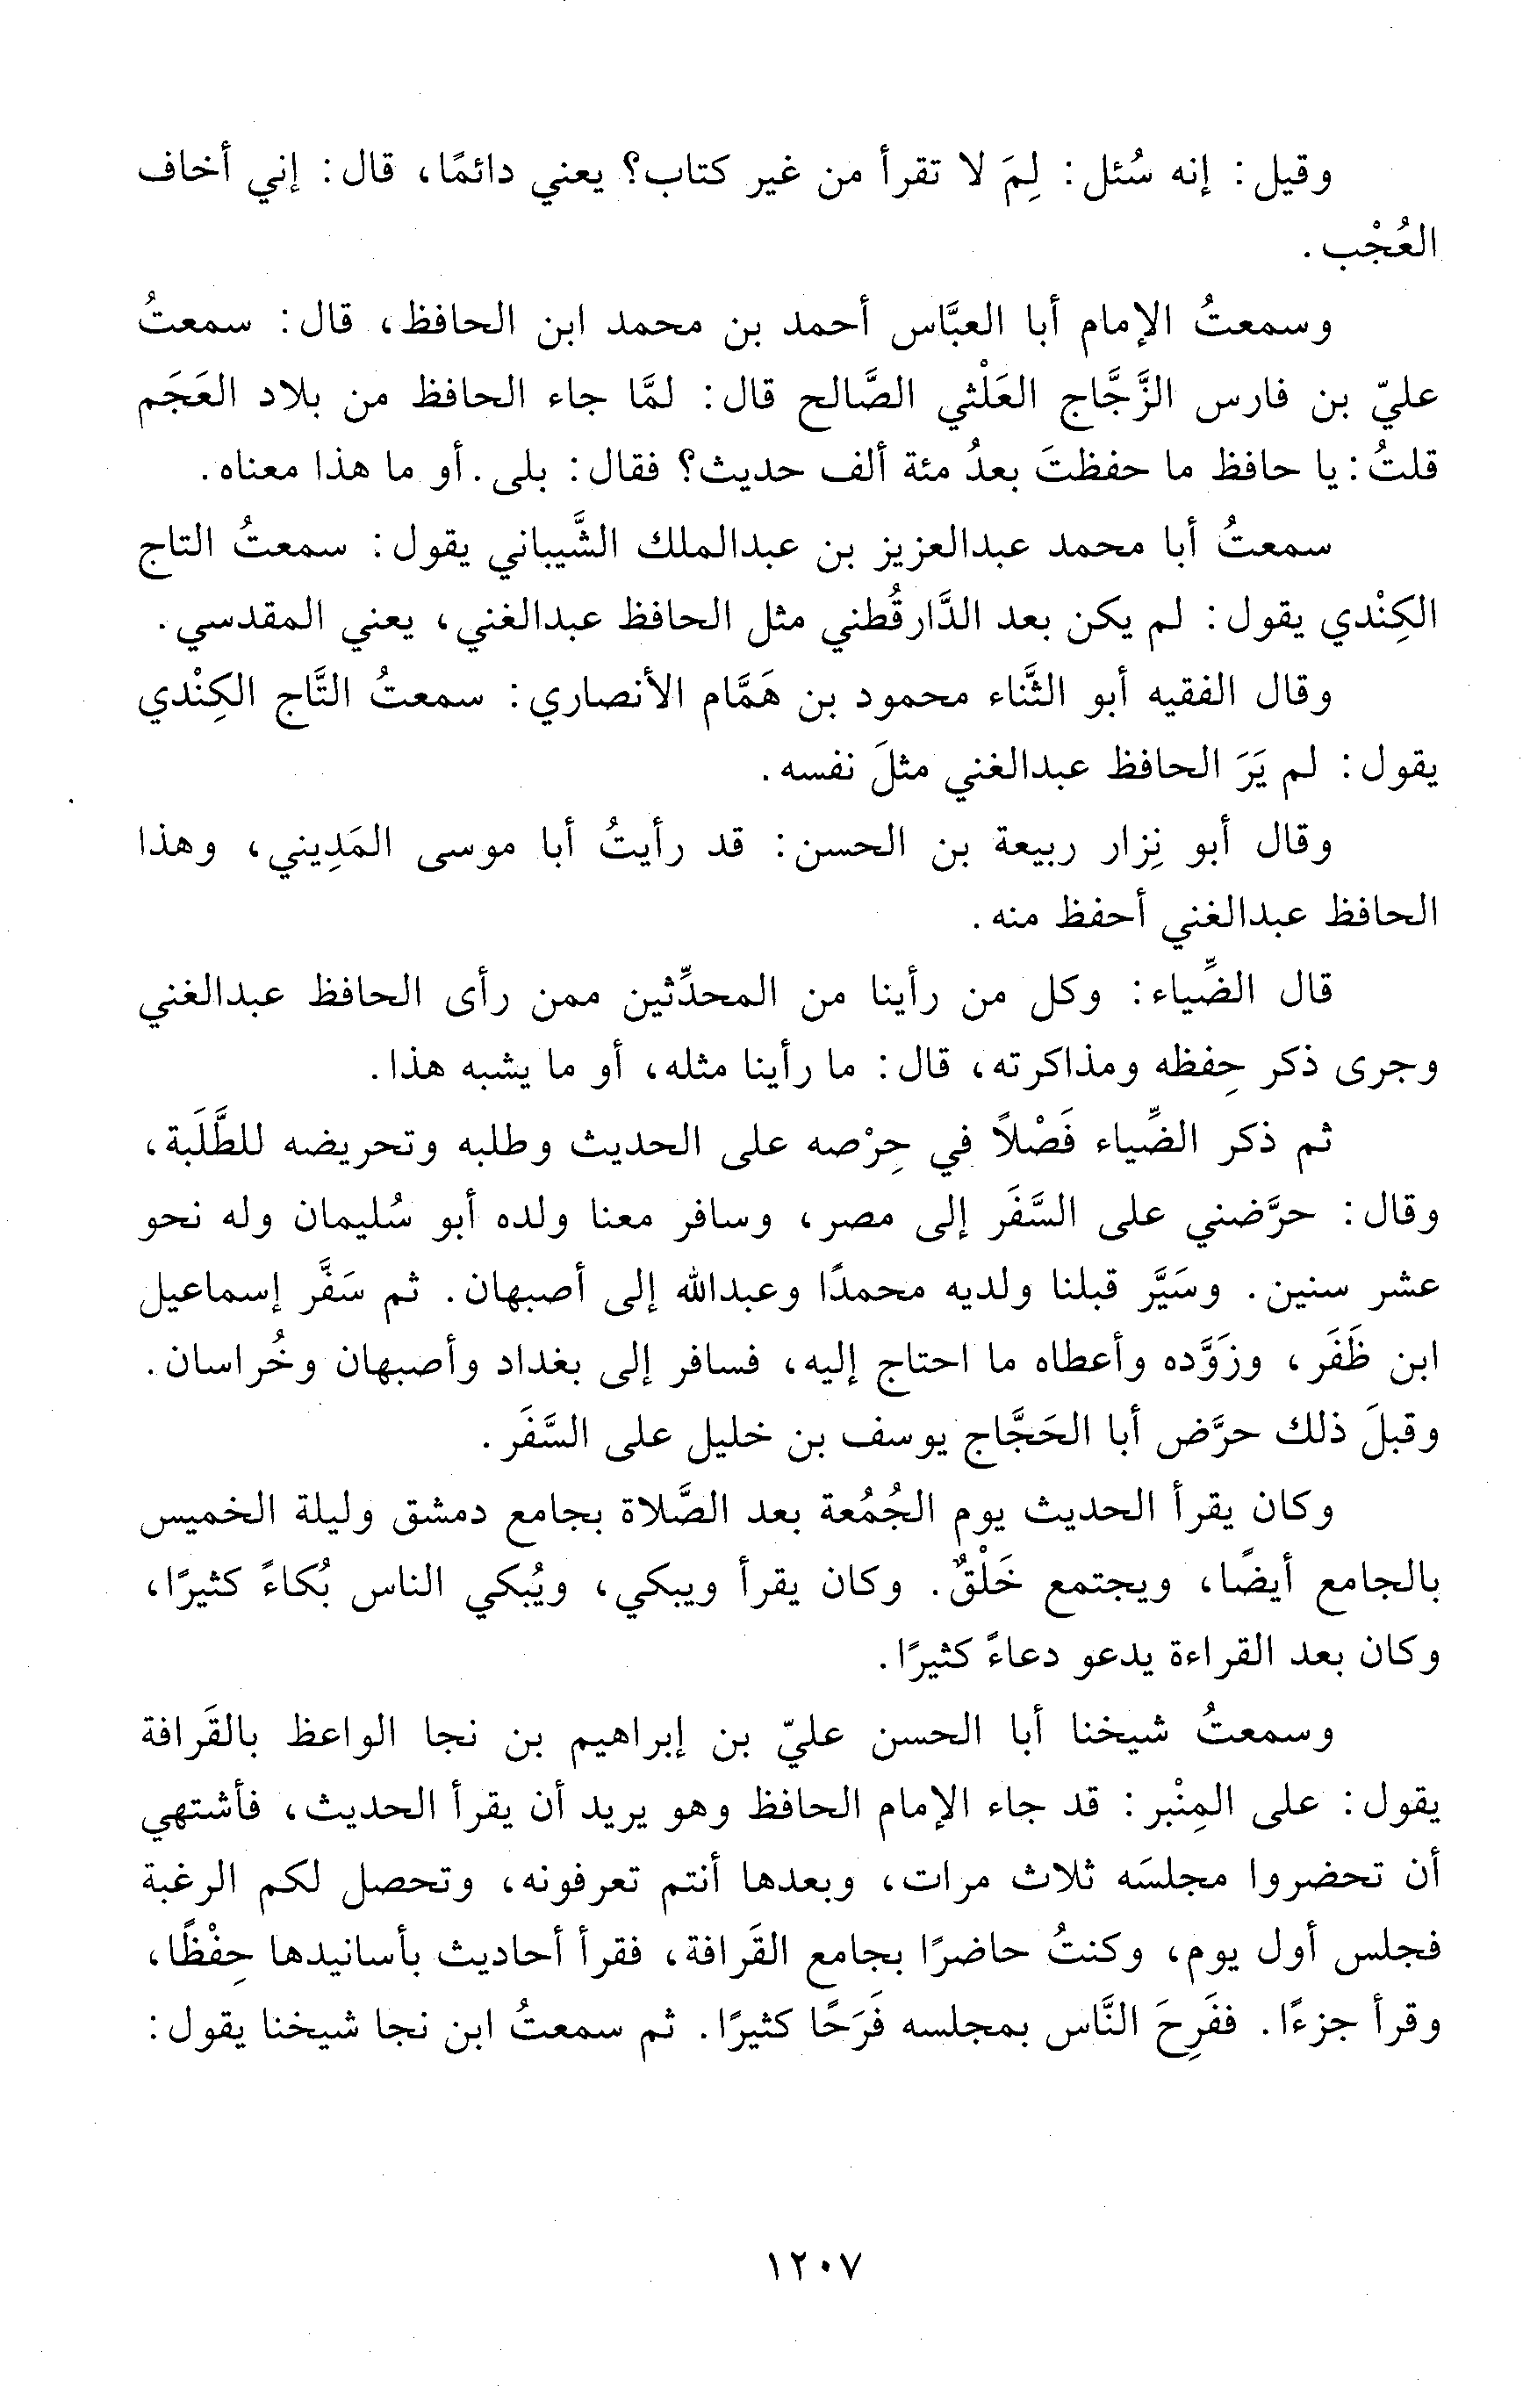 وقيل: إنه سُئل: لِمَ لا تقرأ من غير كتاب؟ يعني دائمًا، قال: إني أخاف
العُجْب.
وسمعتُ الإمام أبا العبَّاس أحمد بن محمد ابن الحافظ، قال: سمعتُ
عليّ بن فارس الزَّجَّاج العَلْثي الصَّالح قال: لمَّا جاء الحافظ من بلاد العَجَم
قلتُ: يا حافظ ما حفظتَ بعدُ مئة ألف حديث؟ فقال: بلى. أو ما هذا معناه.
سمعتُ أبا محمد عبدالعزيز بن عبدالملك الشَّيباني يقول: سمعتُ التاج
الكِنْدي يقول: لم يكن بعد الدَّارقُطني مثل الحافظ عبدالغني، يعني المقدسي.
وقال الفقيه أبو الثَّناء محمود بن هَمَّام الأنصاري: سمعتُ التَّاج الكِنْدي
يقول: لم يَرَ الحافظ عبدالغني مثلَ نفسه.
وقال أبو نِزار ربيعة بن الحسن: قد رأيتُ أبا موسى المَدِيني، وهذا
الحافظ عبدالغني أحفظ منه.
قال الضِّياء: وكل من رأينا من المحدِّثين ممن رأى الحافظ عبدالغني
وجرى ذكر حِفظه ومذاكرته، قال: ما رأينا مثله، أو ما يشبه هذا.
ثم ذكر الضِّياء فَصْلاً في حِرْصه على الحديث وطلبه وتحريضه للطَّلَبة،
وقال: حرَّضني على السَّفَر إلى مصر، وسافر معنا ولده أبو سُليمان وله نحو
عشر سنين. وسَيَّر قبلنا ولديه محمدًا وعبدالله إلى أصبهان. ثم سَفَّر إسماعيل
ابن ظَفَر، وزَوَّده وأعطاه ما احتاج إليه، فسافر إلى بغداد وأصبهان وخُراسان.
وقبلَ ذلك حرَّض أبا الحَجَّاج يوسف بن خليل على السَّفَر.
وكان يقرأ الحديث يوم الجُمُعة بعد الصَّلاة بجامع دمشق وليلة الخميس
بالجامع أيضًا، ويجتمع خَلْقٌ. وكان يقرأ ويبكي، ويُبكي الناس بُكاءً كثيرًا،
وكان بعد القراءة يدعو دعاءً كثيرًا.
وسمعتُ شيخنا أبا الحسن عليّ بن إبراهيم بن نجا الواعظ بالقَرافة
يقول: على المِنْبر: قد جاء الإمام الحافظ وهو يريد أن يقرأ الحديث، فأشتهي
أن تحضروا مجلسَه ثلاث مرات، وبعدها أنتم تعرفونه، وتحصل لكم الرغبة
فجلس أول يوم، وكنتُ حاضرًا بجامع القَرافة، فقرأ أحاديث بأسانيدها حِفْظًا،
وقرأ جزءًا. ففَرِحَ النَّاس بمجلسه فَرَحًا كثيرًا. ثم سمعتُ ابن نجا شيخنا يقول:
١٢٠٧